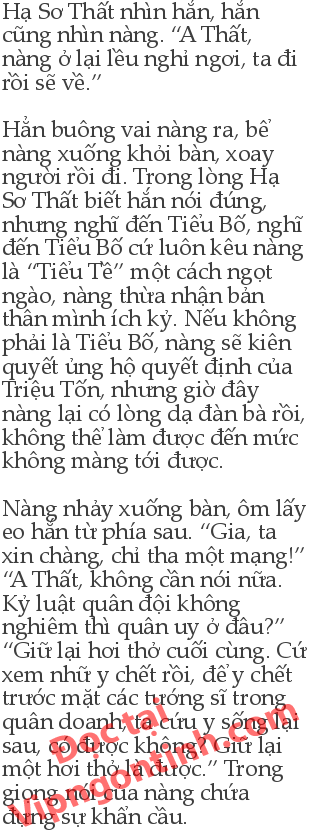 Hạ Sơ Thất nhìn hắn, hắn
cũng nhìn nàng. “A Thất,
nàng ở lại lều nghỉ ngơi, ta đi
rồi sẽ về.”
Hắn buông vai nàng ra, bế
nàng xuống khỏi bàn, xoay
người rồi đi. Trong lòng Hạ
Sơ Thất biết hắn nói đúng,
nhưng nghĩ đến Tiểu Bố, nghĩ
đến Tiểu Bố cứ luôn kêu nàng
là “Tiểu Tề” một cách ngọt
ngào, nàng thừa nhận bản
thân mình ích kỷ. Nếu không
phải là Tiểu Bố, nàng sẽ kiên
quyết ủng hộ quyết định của
Triệu Tốn, nhưng giờ đây
nàng lại có lòng dạ đàn bà rồi,
không thể làm được đến mức
không màng tới được.
Nàng nhảy xuống bàn, ôm lấy
eo hắn từ phía sau. “Gia, ta
xin chàng, chỉ tha một mạng!”
“A Thất, không cần nói nữa.
Kỷ luật quân đội không
nghiêm thì quân uy ở đâu?”
“Giữ lại hơi thở cuối cùng. Cứ
xem như y chết rồi, để y chết
trước mặt các tướng sĩ trong
quân doanh, ta cứu y sống lại
sau, có được không? Giữ lại
một hơi thở là được.” Trong
giọng nói của nàng chứa
đựng sự khẩn cầu.
Đọc tại
Vipngontinh.com